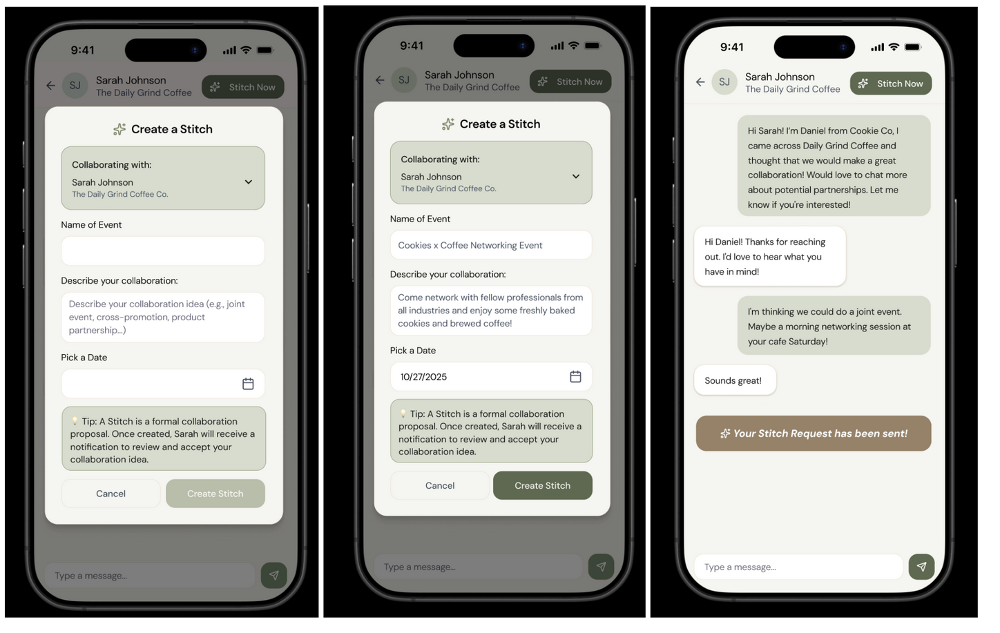 9:41
SJ
Sarah Johnson
The Daily Grind Coffee
Stitch Now
Create a Stitch
Collaborating with:
Sarah Johnson
The Daily Grind Coffee Co.
Name of Event
Describe your collaboration:
Describe your collaboration idea (e.g., joint
event, cross-promotion, product
partnership...)
Pick a Date
💡 Tip: A Stitch is a formal collaboration
proposal. Once created, Sarah will receive a
notification to review and accept your
collaboration idea.
Cancel
Create Stitch
Type a message...
9:41
SJ
Sarah Johnson
The Daily Grind Coffee
Stitch Now
Create a Stitch
Collaborating with:
Sarah Johnson
The Daily Grind Coffee Co.
Name of Event
Cookies x Coffee Networking Event
Describe your collaboration:
Come network with fellow professionals from
all industries and enjoy some freshly baked
cookies and brewed coffee!
Pick a Date
10/27/2025
💡 Tip: A Stitch is a formal collaboration
proposal. Once created, Sarah will receive a
notification to review and accept your
collaboration idea.
Cancel
Create Stitch
Type a message...
9:41
SJ
Sarah Johnson
The Daily Grind Coffee
Stitch Now
Hi Sarah! I'm Daniel from Cookie Co, I
came across Daily Grind Coffee and
thought that we would make a great
collaboration! Would love to chat more
about potential partnerships. Let me
know if you're interested!
Hi Daniel! Thanks for reaching
out. I'd love to hear what you
have in mind!
I'm thinking we could do a joint event.
Maybe a morning networking session at
your cafe Saturday!
Sounds great!
Your Stitch Request has been sent!
Type a message...